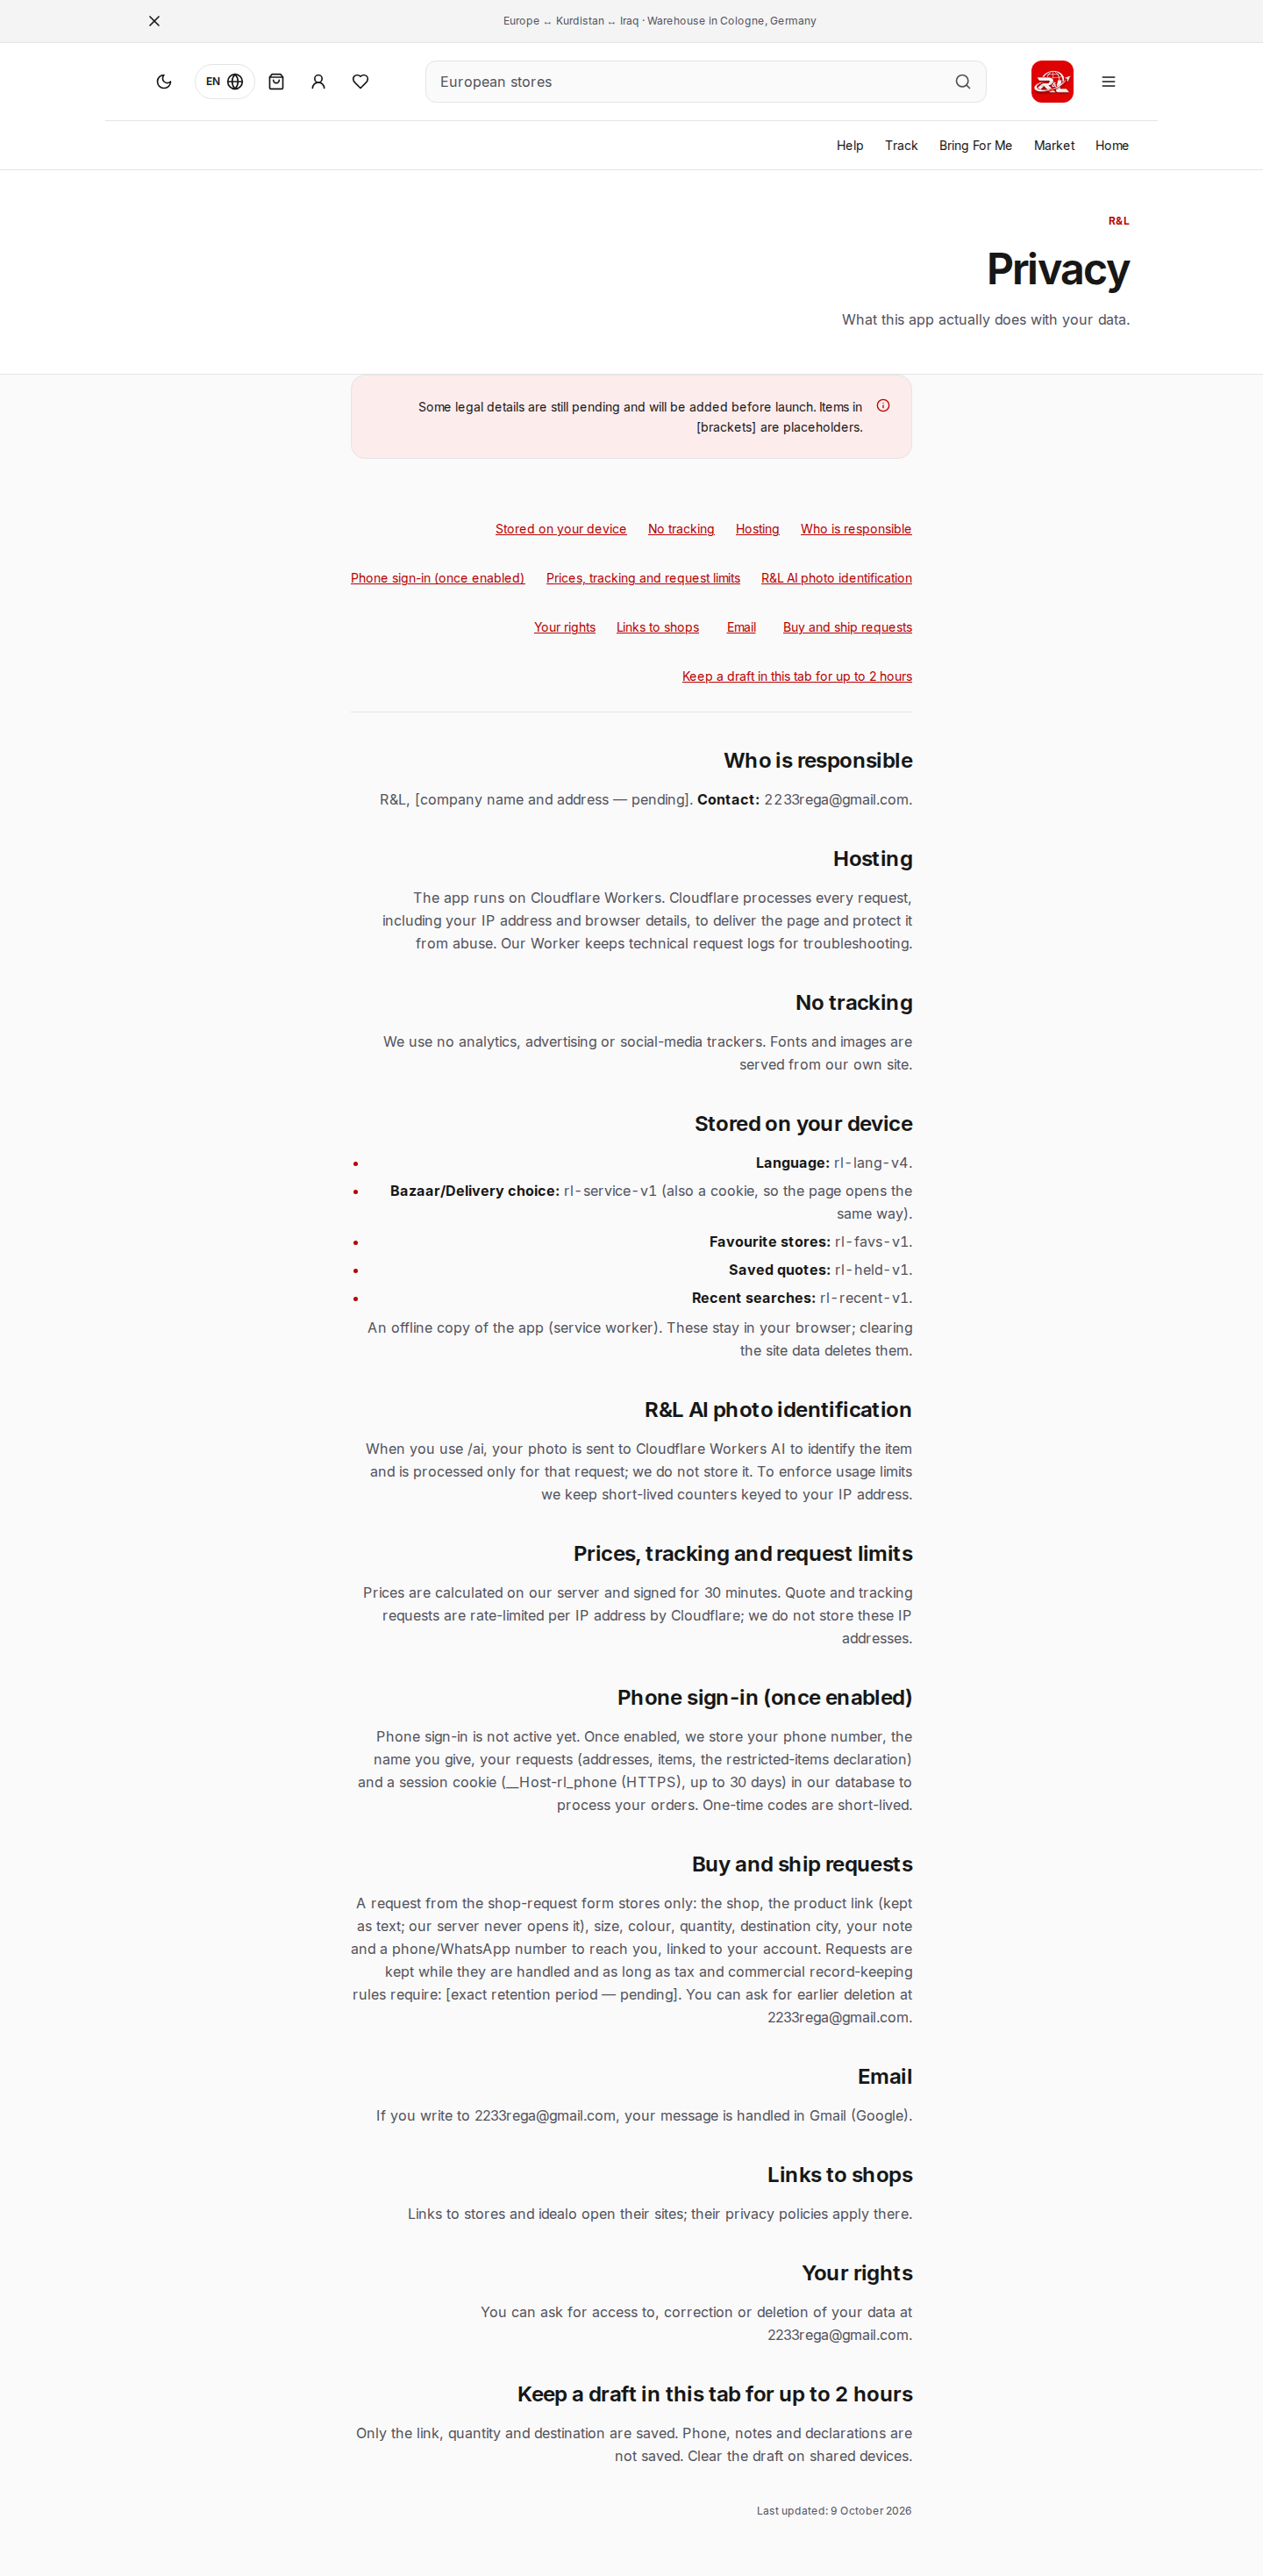 Europe ↔ Kurdistan ↔ Iraq · Warehouse in Cologne, Germany
EN
European stores
R&L
Help Track Bring For Me Market Home
R&L
Privacy
What this app actually does with your data.
Some legal details are still pending and will be added before launch. Items in
[brackets] are placeholders.
Stored on your device No tracking Hosting Who is responsible
Phone sign-in (once enabled) Prices, tracking and request limits R&L AI photo identification
Your rights Links to shops Email Buy and ship requests
Keep a draft in this tab for up to 2 hours
Who is responsible
R&L, [company name and address — pending]. Contact: 2233rega@gmail.com.
Hosting
The app runs on Cloudflare Workers. Cloudflare processes every request,
including your IP address and browser details, to deliver the page and protect it
from abuse. Our Worker keeps technical request logs for troubleshooting.
No tracking
We use no analytics, advertising or social-media trackers. Fonts and images are
served from our own site.
Stored on your device
• Language: rl-lang-v4.
• Bazaar/Delivery choice: rl-service-v1 (also a cookie, so the page opens the
same way).
• Favourite stores: rl-favs-v1.
• Saved quotes: rl-held-v1.
• Recent searches: rl-recent-v1.
An offline copy of the app (service worker). These stay in your browser; clearing
the site data deletes them.
R&L AI photo identification
When you use /ai, your photo is sent to Cloudflare Workers AI to identify the item
and is processed only for that request; we do not store it. To enforce usage limits
we keep short-lived counters keyed to your IP address.
Prices, tracking and request limits
Prices are calculated on our server and signed for 30 minutes. Quote and tracking
requests are rate-limited per IP address by Cloudflare; we do not store these IP
addresses.
Phone sign-in (once enabled)
Phone sign-in is not active yet. Once enabled, we store your phone number, the
name you give, your requests (addresses, items, the restricted-items declaration)
and a session cookie (__Host-rl_phone (HTTPS), up to 30 days) in our database to
process your orders. One-time codes are short-lived.
Buy and ship requests
A request from the shop-request form stores only: the shop, the product link (kept
as text; our server never opens it), size, colour, quantity, destination city, your note
and a phone/WhatsApp number to reach you, linked to your account. Requests are
kept while they are handled and as long as tax and commercial record-keeping
rules require: [exact retention period — pending]. You can ask for earlier deletion at
2233rega@gmail.com.
Email
If you write to 2233rega@gmail.com, your message is handled in Gmail (Google).
Links to shops
Links to stores and idealo open their sites; their privacy policies apply there.
Your rights
You can ask for access to, correction or deletion of your data at
2233rega@gmail.com.
Keep a draft in this tab for up to 2 hours
Only the link, quantity and destination are saved. Phone, notes and declarations are
not saved. Clear the draft on shared devices.
Last updated: 9 October 2026